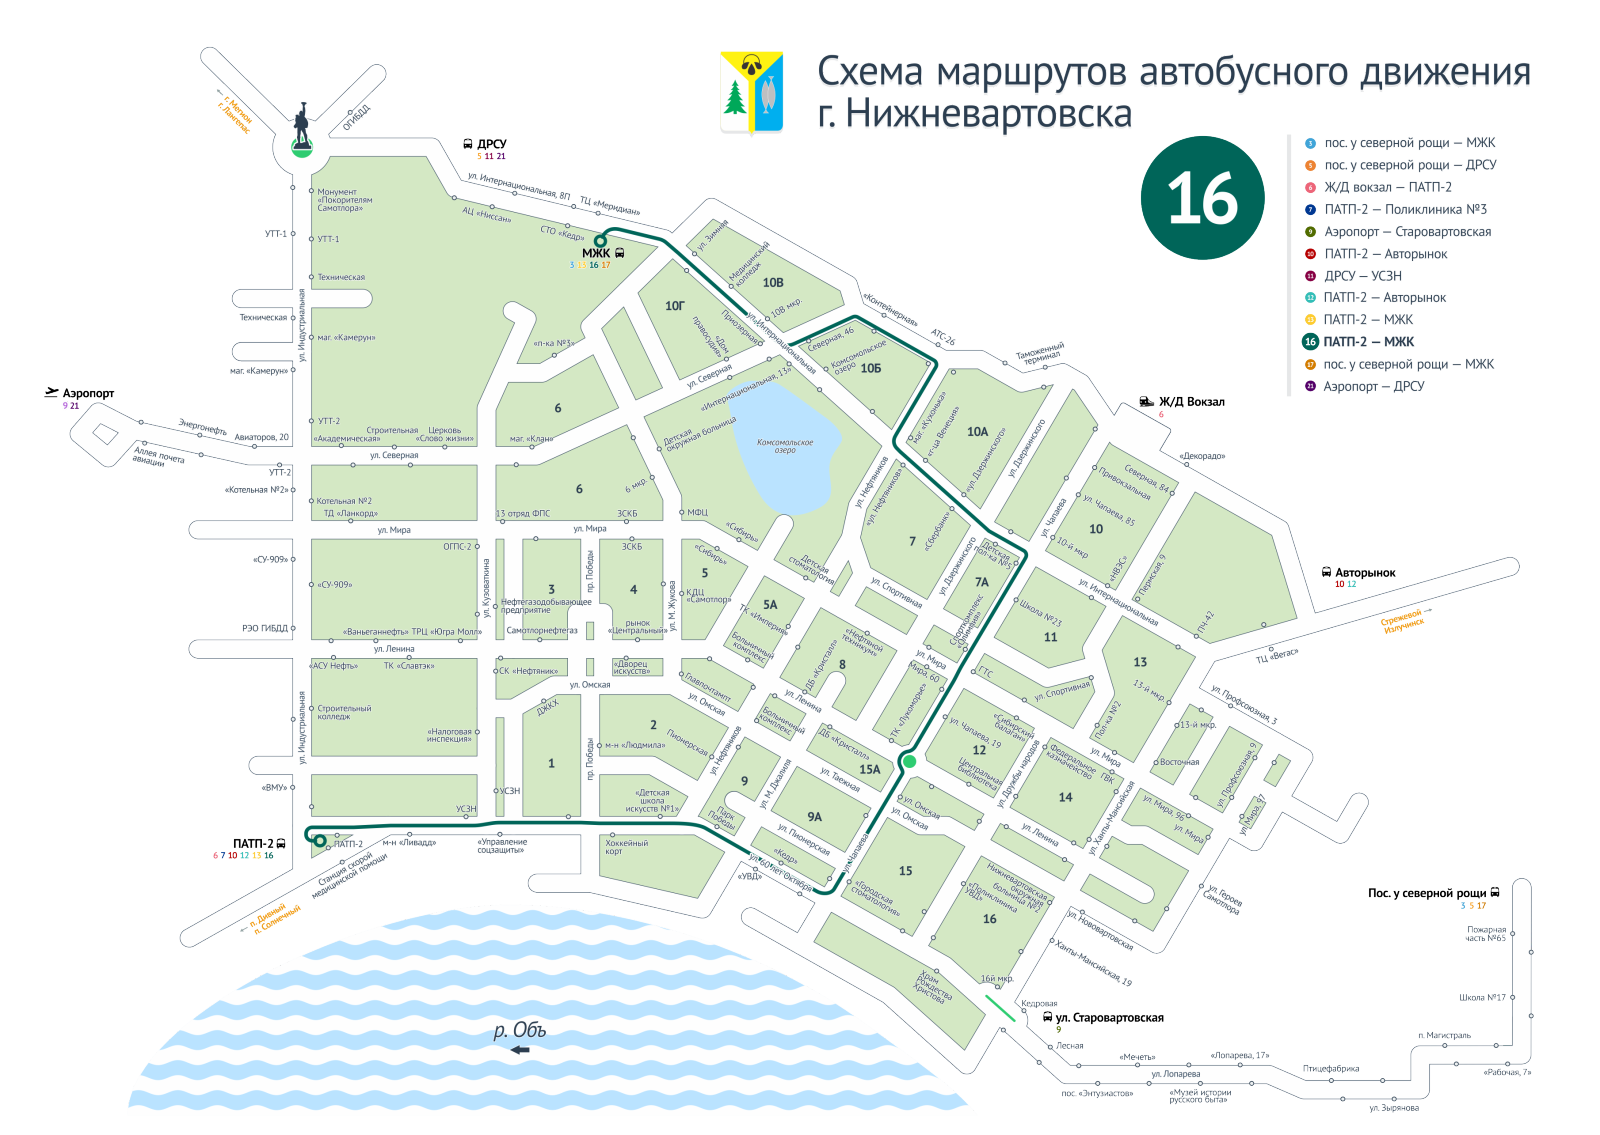 Схема маршрутов автобусного движения
г. Нижневартовска
16
3 пос. у северной рощи — МЖК
5 пос. у северной рощи — ДРСУ
6 Ж/Д вокзал — ПАТП-2
7 ПАТП-2 — Поликлиника №3
9 Аэропорт — Старовартовская
10 ПАТП-2 — Авторынок
11 ДРСУ — УСЗН
12 ПАТП-2 — Авторынок
13 ПАТП-2 — МЖК
16 ПАТП-2 — МЖК
17 пос. у северной рощи — МЖК
21 Аэропорт — ДРСУ
г. Мегион
г. Лангепас
ОГИБДД
ДРСУ
5 11 21
ул. Интернациональная, 8П
ТЦ «Меридиан»
АЦ «Ниссан»
СТО «Кедр»
МЖК
3 13 16 17
Монумент
«Покорителям
Самотлора»
УТТ-1
УТТ-1
Техническая
Техническая
ул. Индустриальная
маг. «Камерун»
маг. «Камерун»
УТТ-2
«Академическая»
Строительная
Церковь
«Слово жизни»
ул. Северная
Аэропорт
9 21
Энергонефть
Авиаторов, 20
Аллея почета
авиации
УТТ-2
«Котельная №2»
Котельная №2
ТД «Ланкорд»
ул. Мира
13 отряд ФПС
ул. Мира
ЗСКБ
ЗСКБ
6 мкр.
МФЦ
«Сибирь»
«Сибирь»
маг. «Клан»
«п-ка №3»
6
6
ул. Зимняя
Медицинский
колледж
10В
10В мкр.
10Г
Приозерная
«Дом
правосудия»
ул. Интернациональная
ул. Северная
«Интернациональная, 13»
Детская
окружная больница
Комсомольское
озеро
Северная, 46
Комсомольское
озеро
10Б
«Контейнерная»
АТС-26
Таможенный
терминал
Ж/Д Вокзал
6
«Декорадо»
маг. «Кухонька»
«г-ца Венеция»
10А
«ул. Дзержинского»
ул. Дзержинского
ул. Нефтяников
«ул. Нефтяников»
«Сбербанк»
7
ул. Дзержинского
Детская
пол-ка №5
7А
Спорткомплекс
«Олимпия»
ул. Чапаева
Северная, 84
Привокзальная
ул. Чапаева, 85
10
10-й мкр
«НВЭС»
Пермская, 9
ул. Интернациональная
ПЧ-42
Авторынок
10 12
Стрежевой
Излучинск
ТЦ «Вегас»
Школа №23
11
13
13-й мкр.
13-й мкр.
ГТС
ул. Спортивная
ул. Спортивная
Пол-ка №2
ул. Мира
ул. Профсоюзная, 3
ул. Профсоюзная, 9
Восточная
ул. Мира, 96
ул. Мира
ул. Мира, 97
Детская
стоматология
«СУ-909»
«СУ-909»
ОГПС-2
ул. Кузоваткина
3
пр. Победы
4
ул. М. Жукова
5
КДЦ
«Самотлор»
5А
ТК «Империя»
Больничный
комплекс
РЭО ГИБДД
«Ваньеганнефть»
ТРЦ «Югра Молл»
Нефтегазодобывающее
предприятие
Самотлорнефтегаз
рынок
«Центральный»
ул. Ленина
«АСУ Нефть»
ТК «Славтэк»
СК «Нефтяник»
«Дворец
искусств»
ул. Омская
Главпочтамт
ул. Омская
ДЖКХ
2
Пионерская
м-н «Людмила»
1
пр. Победы
Строительный
колледж
ул. Индустриальная
«Налоговая
инспекция»
«ВМУ»
УСЗН
УСЗН
«Детская
школа
искусств №1»
ул. Нефтяников
9
Парк
Победы
ул. М. Джалиля
9А
ул. Пионерская
«Кедр»
ул. 60 лет Октября
«УВД»
Больничный
комплекс
ул. Ленина
«Нефтяной
техникум»
ДБ «Кристалл»
8
ул. Мира
Мира, 60
ТК «Лукоморье»
ДБ «Кристалл»
ул. Таежная
15А
ул. Чапаева
ул. Чапаева, 19
«Сибирский
балаган»
12
Центральная
библиотека
ул. Дружбы народов
Федеральное
казначейство
ГВК
14
ул. Ханты-Мансийская
ул. Омская
ул. Омская
ул. Ленина
15
«Городская
стоматология»
Нижневартовская
окружная
больница №2
«Поликлиника
УВД»
16
ул. Нововартовская
ул. Героев
Самотлора
Ханты-Мансийская, 19
16й мкр.
Кедровая
Храм
рождества
Христова
ул. Старовартовская
9
Лесная
«Мечеть»
«Лопарева, 17»
ул. Лопарева
пос. «Энтузиастов»
«Музей истории
русского быта»
Птицефабрика
ул. Зырянова
п. Магистраль
«Рабочая, 7»
Школа №17
Пожарная
часть №65
Пос. у северной рощи
3 5 17
ПАТП-2
6 7 10 12 13 16
ПАТП-2
м-н «Ливадд»
«Управление
соцзащиты»
Хоккейный
корт
Станция скорой
медицинской помощи
п. Дивный
п. Солнечный
р. Обь